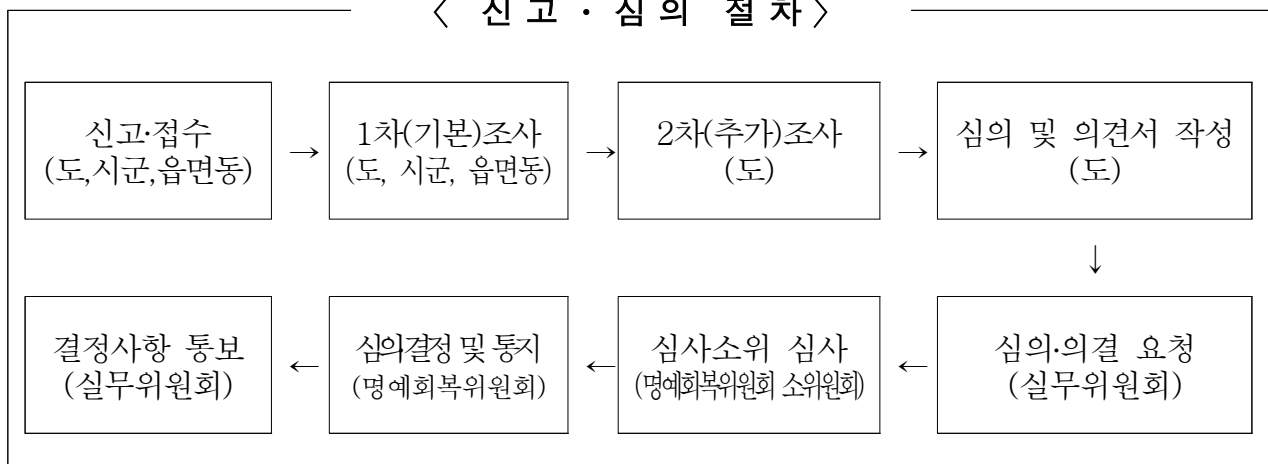 〈 신 고 · 심 의 절 차 〉
신고·접수
(도,시군,읍면동)
→
1차(기본)조사
(도, 시군, 읍면동)
→
2차(추가)조사
(도)
→
심의 및 의견서 작성
(도)
↓
심의·의결 요청
(실무위원회)
←
심사소위 심사
(명예회복위원회 소위원회)
←
심의결정 및 통지
(명예회복위원회)
←
결정사항 통보
(실무위원회)